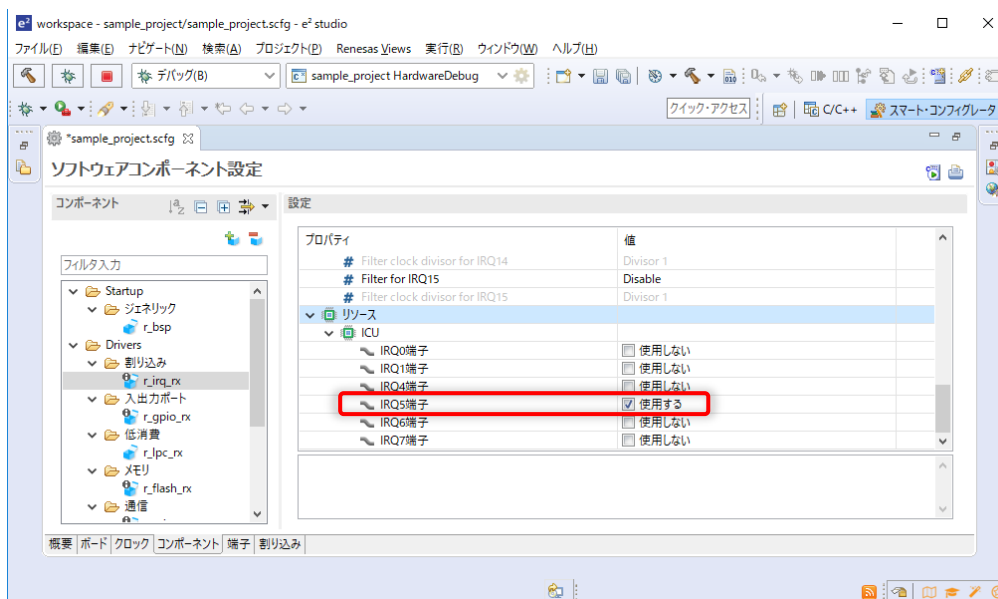 workspace - sample_project/sample_project.scfg - e² studio
ファイル(F) 編集(E) ナビゲート(N) 検索(A) プロジェクト(P) Renesas Views 実行(R) ウィンドウ(W) ヘルプ(H)
デバッグ(B) sample_project HardwareDebug
クイック・アクセス C/C++ スマート・コンフィグレータ
*sample_project.scfg
ソフトウェアコンポーネント設定
コンポーネント 設定
フィルタ入力
Startup
ジェネリック
r_bsp
Drivers
割り込み
r_irq_rx
入出力ポート
r_gpio_rx
低消費
r_lpc_rx
メモリ
r_flash_rx
通信
プロパティ 値
Filter clock divisor for IRQ14 Divisor 1
Filter for IRQ15 Disable
Filter clock divisor for IRQ15 Divisor 1
リソース
ICU
IRQ0端子 使用しない
IRQ1端子 使用しない
IRQ4端子 使用しない
IRQ5端子 使用する
IRQ6端子 使用しない
IRQ7端子 使用しない
概要 ボード クロック コンポーネント 端子 割り込み